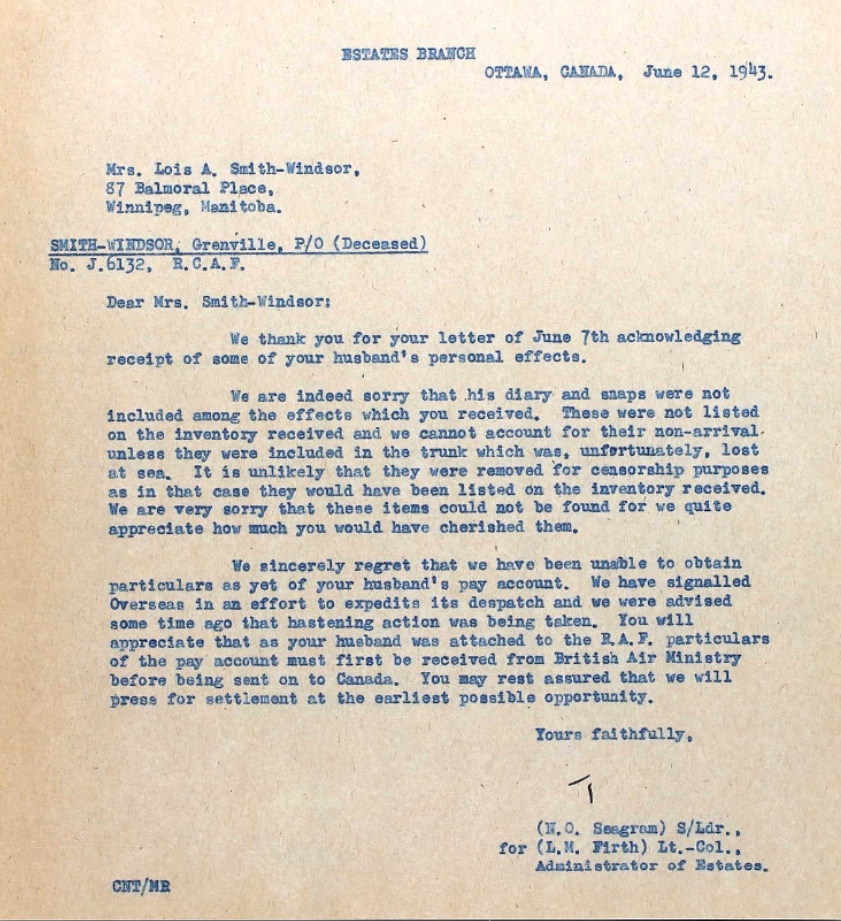 ESTATES BRANCH
OTTAWA, CANADA, June 12, 1943.
Mrs. Lois A. Smith-Windsor,
87 Balmoral Place,
Winnipeg, Manitoba.
SMITH-WINDSOR, Grenville, P/O (Deceased)
No. J.6132, R.C.A.F.
Dear Mrs. Smith-Windsor:
We thank you for your letter of June 7th acknowledging
receipt of some of your husband's personal effects.
We are indeed sorry that his diary and snaps were not
included among the effects which you received. These were not listed
on the inventory received and we cannot account for their non-arrival
unless they were included in the trunk which was, unfortunately, lost
at sea. It is unlikely that they were removed for censorship purposes
as in that case they would have been listed on the inventory received.
We are very sorry that these items could not be found for we quite
appreciate how much you would have cherished them.
We sincerely regret that we have been unable to obtain
particulars as yet of your husband's pay account. We have signalled
Overseas in an effort to expedits its despatch and we were advised
some time ago that hastening action was being taken. You will
appreciate that as your husband was attached to the R.A.F. particulars
of the pay account must first be received from British Air Ministry
before being sent on to Canada. You may rest assured that we will
press for settlement at the earliest possible opportunity.
Yours faithfully,
(N.O. Seagram) S/Ldr.,
for (L.M. Firth) Lt.-Col.,
Administrator of Estates.
CNT/MR